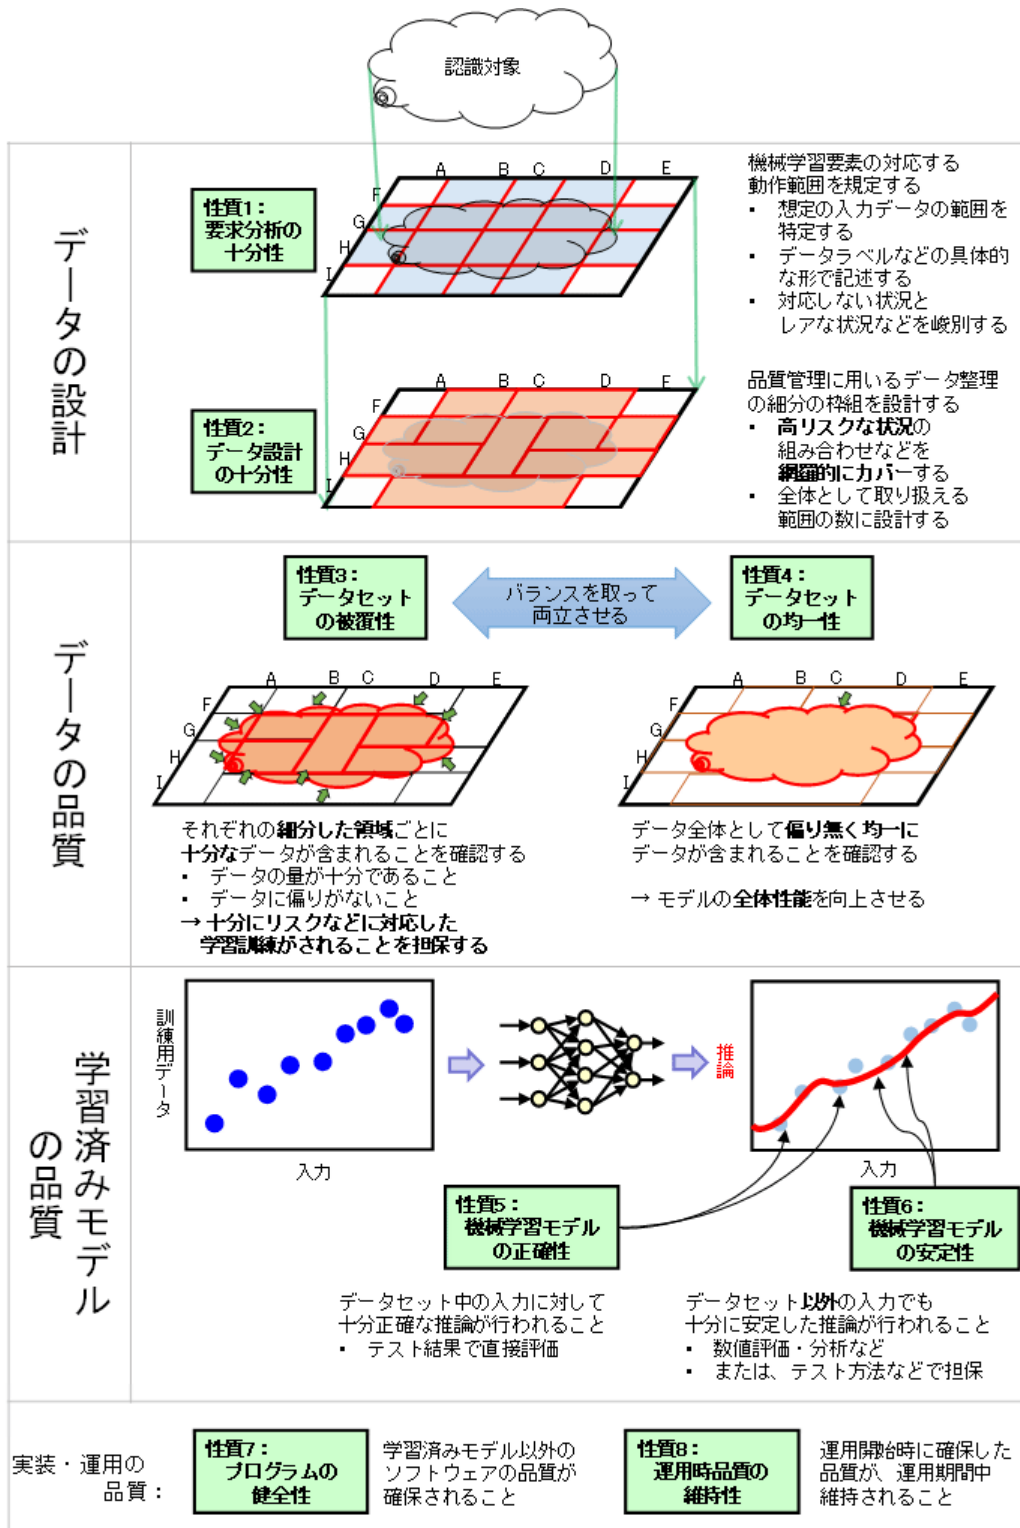 認識対象
データの設計
性質1：
要求分析の
十分性
A B C D E
F
G
H
I
機械学習要素の対応する
動作範囲を規定する
・ 想定の入力データの範囲を
特定する
・ データラベルなどの具体的
な形で記述する
・ 対応しない状況と
レアな状況などを峻別する
性質2：
データ設計
の十分性
A B C D E
F
G
H
I
品質管理に用いるデータ整理
の細分の枠組を設計する
・ 高リスクな状況の
組み合わせなどを
網羅的にカバーする
・ 全体として取り扱える
範囲の数に設計する
データの品質
性質3：
データセット
の被覆性
バランスを取って
両立させる
性質4：
データセット
の均一性
A B C D E
F
G
H
I
A B C D E
F
G
H
I
それぞれの細分した領域ごとに
十分なデータが含まれることを確認する
・ データの量が十分であること
・ データに偏りがないこと
→ 十分にリスクなどに対応した
学習訓練がされることを担保する
データ全体として偏り無く均一に
データが含まれることを確認する
→ モデルの全体性能を向上させる
学習済みモデル
の品質
訓練用データ
入力
推論
入力
性質5：
機械学習モデル
の正確性
性質6：
機械学習モデル
の安定性
データセット中の入力に対して
十分正確な推論が行われること
・ テスト結果で直接評価
データセット以外の入力でも
十分に安定した推論が行われること
・ 数値評価・分析など
・ または、テスト方法などで担保
実装・運用の
品質：
性質7：
プログラムの
健全性
学習済みモデル以外の
ソフトウェアの品質が
確保されること
性質8：
運用時品質の
維持性
運用開始時に確保した
品質が、運用期間中
維持されること